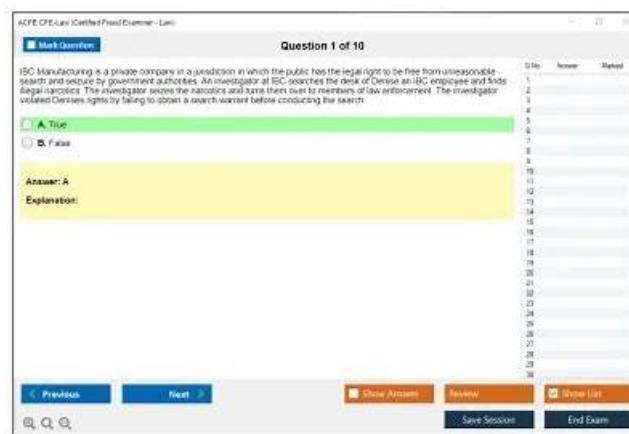 ACFE CFE-Law (Certified Fraud Examiner - Law)
Mark Question
Question 1 of 10
Q No. Answer Marked
IBC Manufacturing is a private company in a jurisdiction in which the public has the legal right to be free from unreasonable
search and seizure by government authorities. An investigator at IBC searches the desk of Denise an IBC employee and finds
illegal narcotics. The investigator seizes the narcotics and turns them over to members of law enforcement. The investigator
violated Denises rights by failing to obtain a search warrant before conducting the search
A. True
B. False
Answer: A
Explanation:
1
2
3
4
5
6
7
8
9
10
11
12
13
14
15
16
17
18
19
20
21
22
23
24
25
26
27
28
29
30
Previous
Next
Show Answer
Review
Show List
Save Session
End Exam